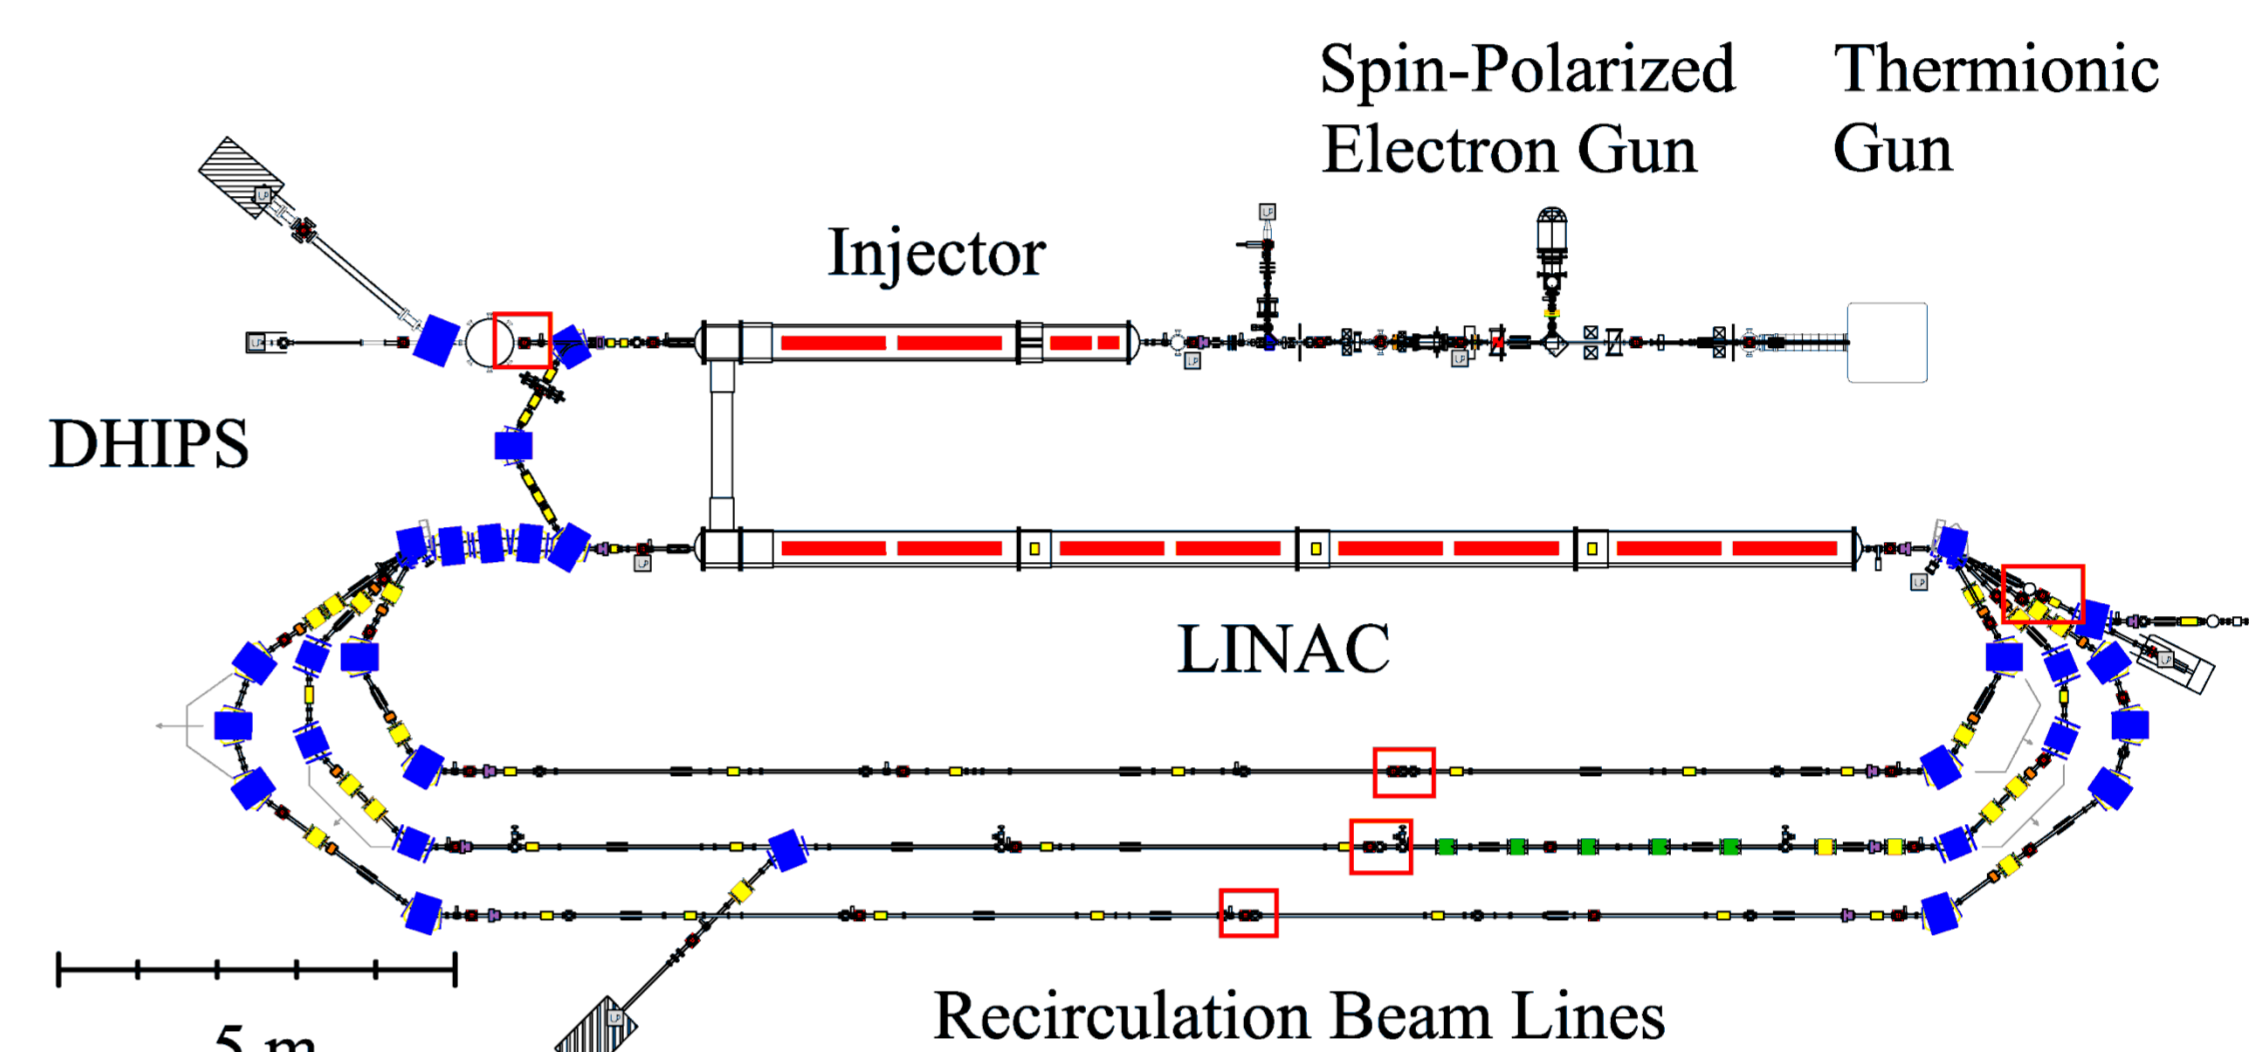 Spin-Polarized
Electron Gun
Thermionic
Gun
Injector
DHIPS
LINAC
Recirculation Beam Lines
5 m